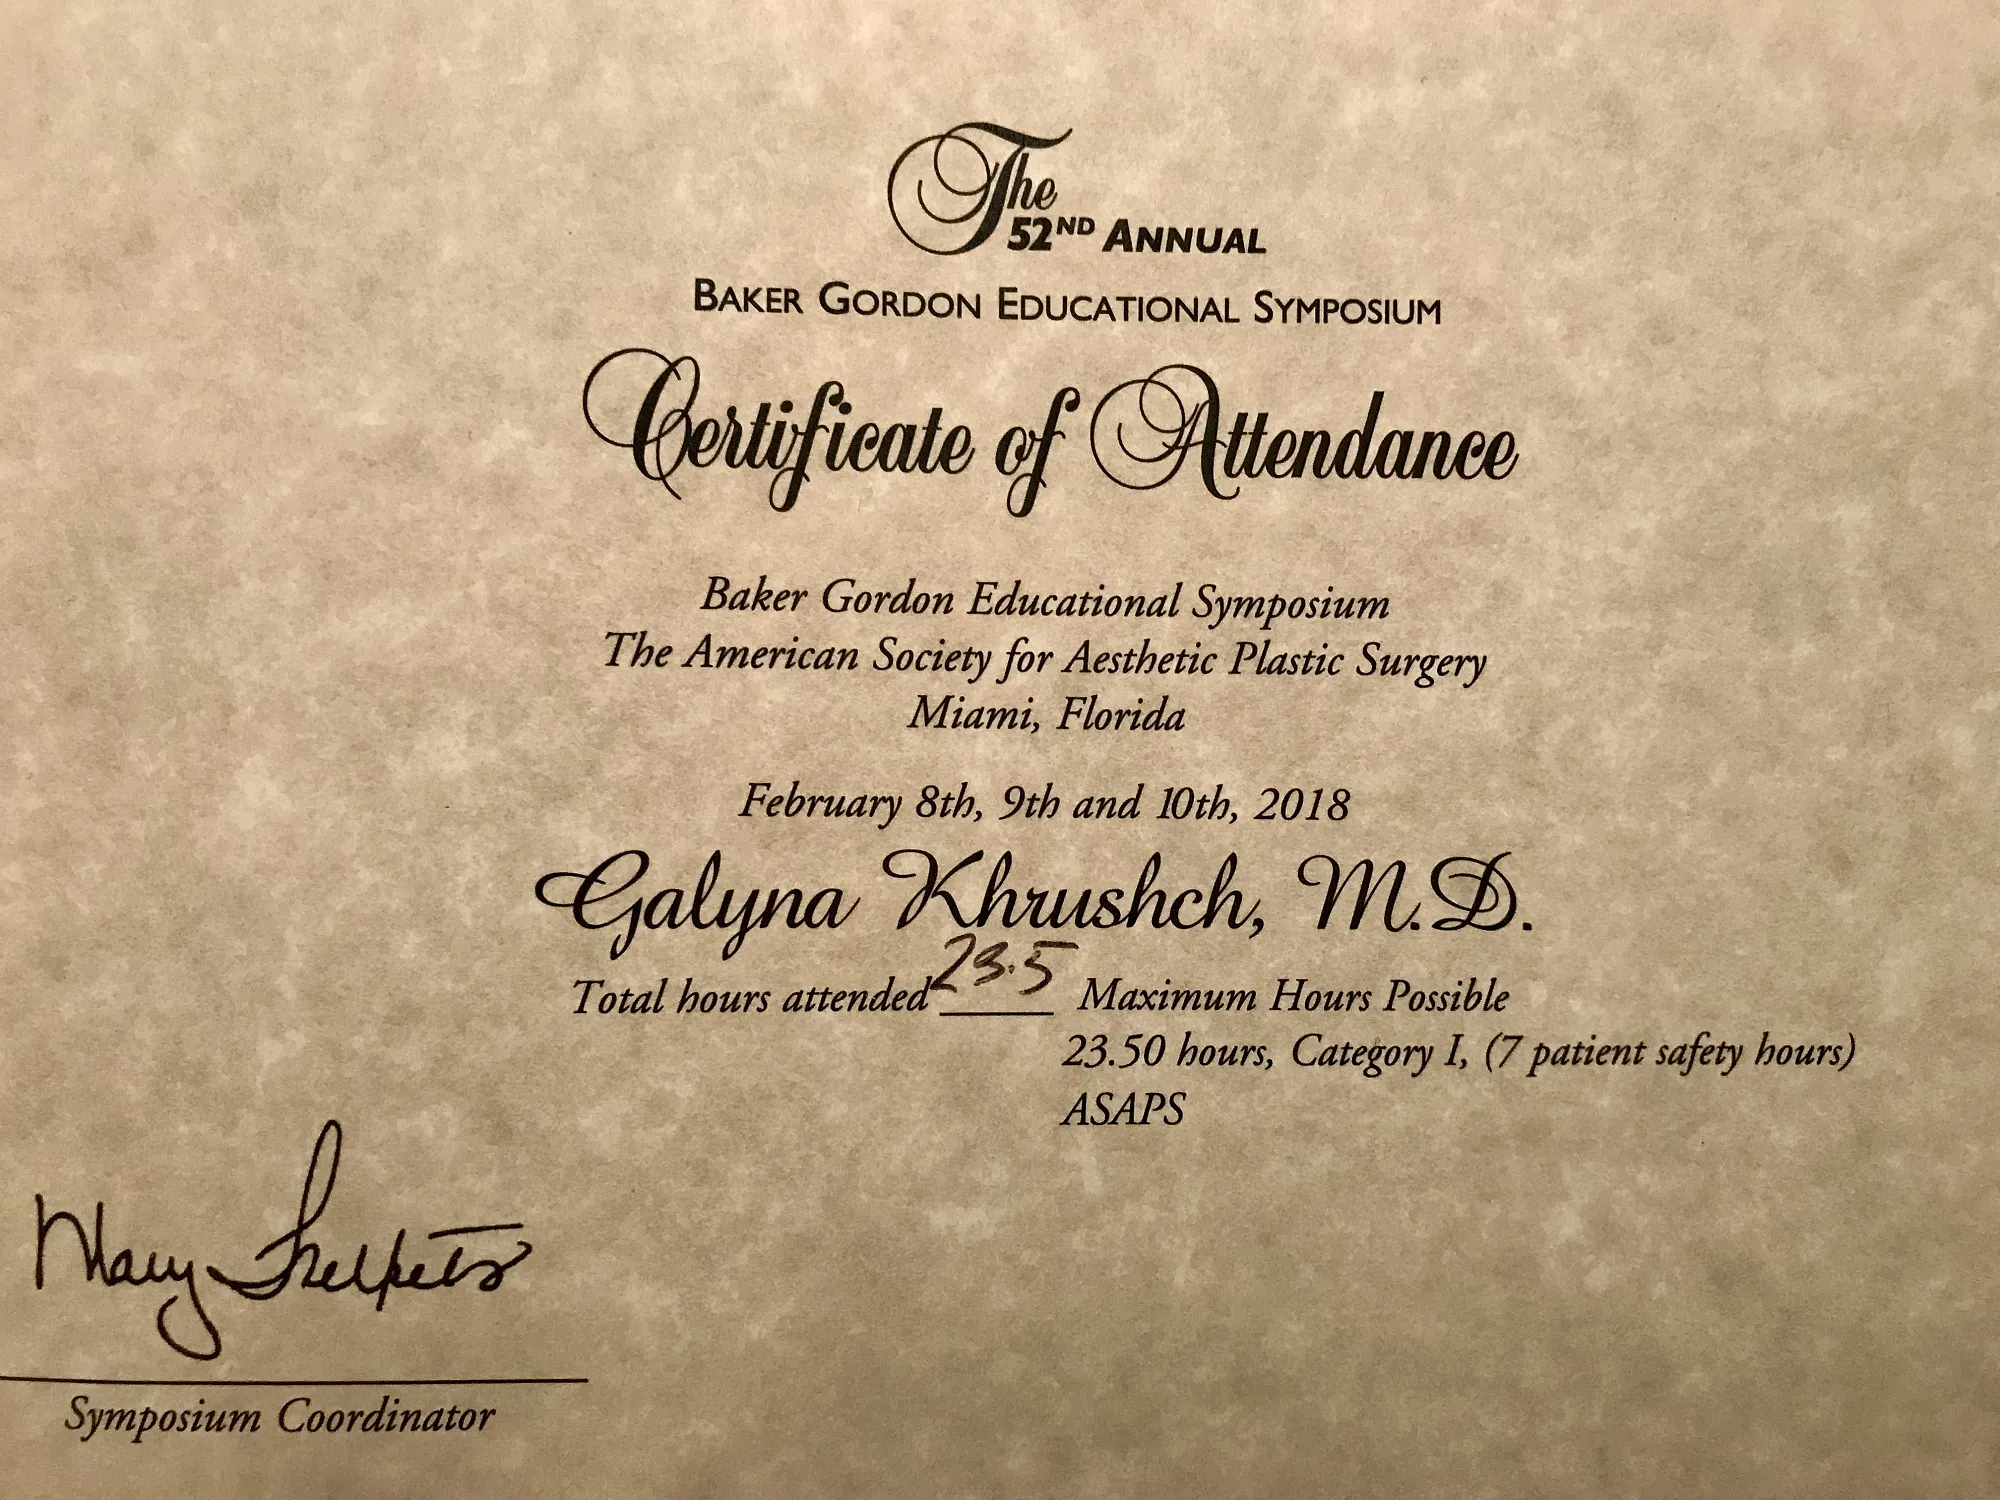 The
52ND ANNUAL
BAKER GORDON EDUCATIONAL SYMPOSIUM
Certificate of Attendance
Baker Gordon Educational Symposium
The American Society for Aesthetic Plastic Surgery
Miami, Florida
February 8th, 9th and 10th, 2018
Galyna Khrushch, M.D.
Total hours attended 23.5 Maximum Hours Possible
23.50 hours, Category I, (7 patient safety hours)
ASAPS
Mary
Symposium Coordinator